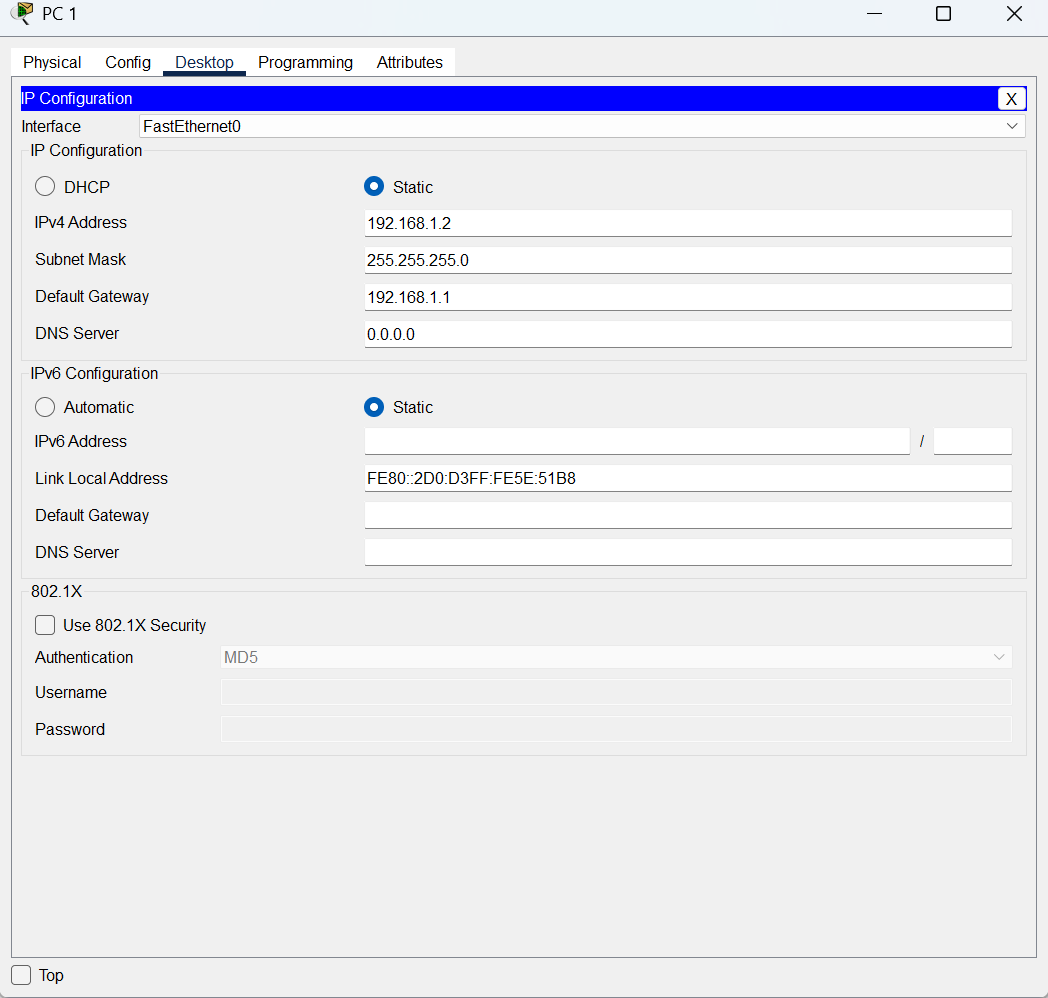 PC 1
Physical Config Desktop Programming Attributes
IP Configuration X
Interface FastEthernet0
IP Configuration
DHCP Static
IPv4 Address 192.168.1.2
Subnet Mask 255.255.255.0
Default Gateway 192.168.1.1
DNS Server 0.0.0.0
IPv6 Configuration
Automatic Static
IPv6 Address /
Link Local Address FE80::2D0:D3FF:FE5E:51B8
Default Gateway
DNS Server
802.1X
Use 802.1X Security
Authentication MD5
Username
Password
Top